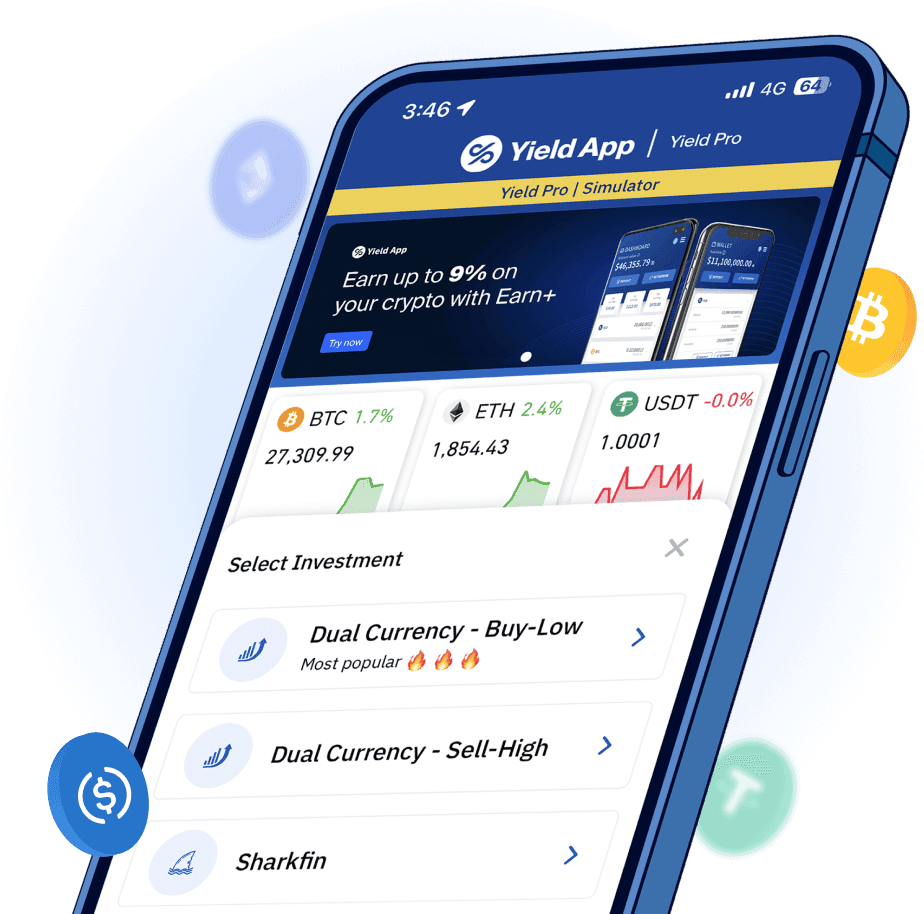 3:46
4G 64
Yield App | Yield Pro
Yield Pro | Simulator
Yield App
Earn up to 9% on
your crypto with Earn+
Try now
DASHBOARD
$46,355.79
WALLET
$11,100,000.00
BTC 1.7%
27,309.99
ETH 2.4%
1,854.43
USDT -0.0%
1.0001
Select Investment
Dual Currency - Buy-Low
Most popular 🔥🔥🔥
Dual Currency - Sell-High
Sharkfin